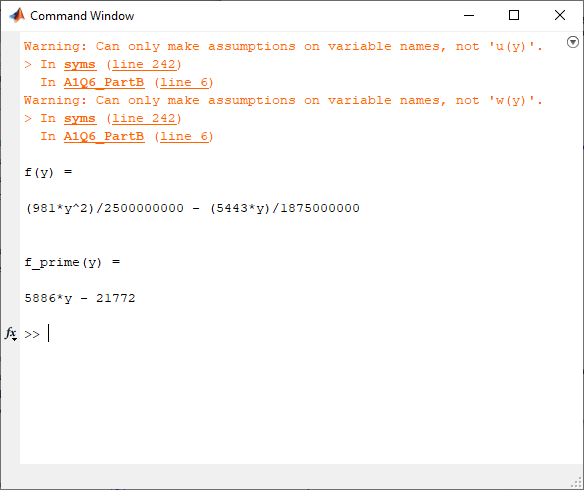 Command Window
Warning: Can only make assumptions on variable names, not 'u(y)'.
> In syms (line 242)
In A1Q6_PartB (line 6)
Warning: Can only make assumptions on variable names, not 'w(y)'.
> In syms (line 242)
In A1Q6_PartB (line 6)
f(y) =
(981*y^2)/2500000000 - (5443*y)/1875000000
f_prime(y) =
5886*y - 21772
fx >>